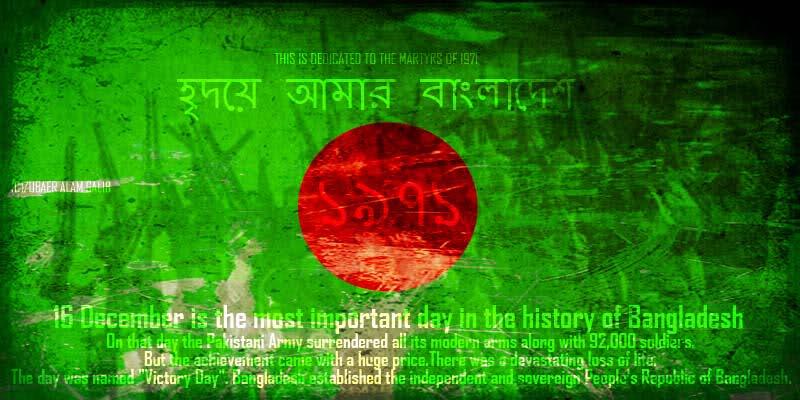 THIS IS DEDICATED TO THE MARTYRS OF 1971
হৃদয়ে আমার বাংলাদেশ
ALAM
১৯৭১
16 December is the most important day in the history of Bangladesh
On that day the Pakistani Army surrendered all its modern arms along with 92,000 soldiers.
But the achievement came with a huge price.There was a devastating loss of life.
The day was named "Victory Day". Bangladesh established the independent and sovereign People's Republic of Bangladesh.